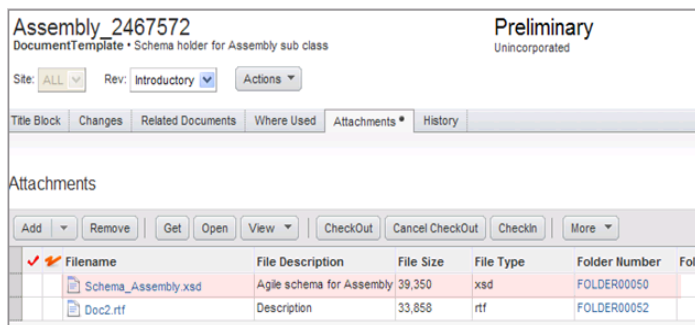 Assembly_2467572 Preliminary
DocumentTemplate • Schema holder for Assembly sub class Unincorporated
Site: ALL Rev: Introductory Actions
Title Block Changes Related Documents Where Used Attachments • History
Attachments
Add Remove Get Open View CheckOut Cancel CheckOut CheckIn More
Filename File Description File Size File Type Folder Number Fol
Schema_Assembly.xsd Agile schema for Assembly 39,350 xsd FOLDER00050
Doc2.rtf Description 33,858 rtf FOLDER00052